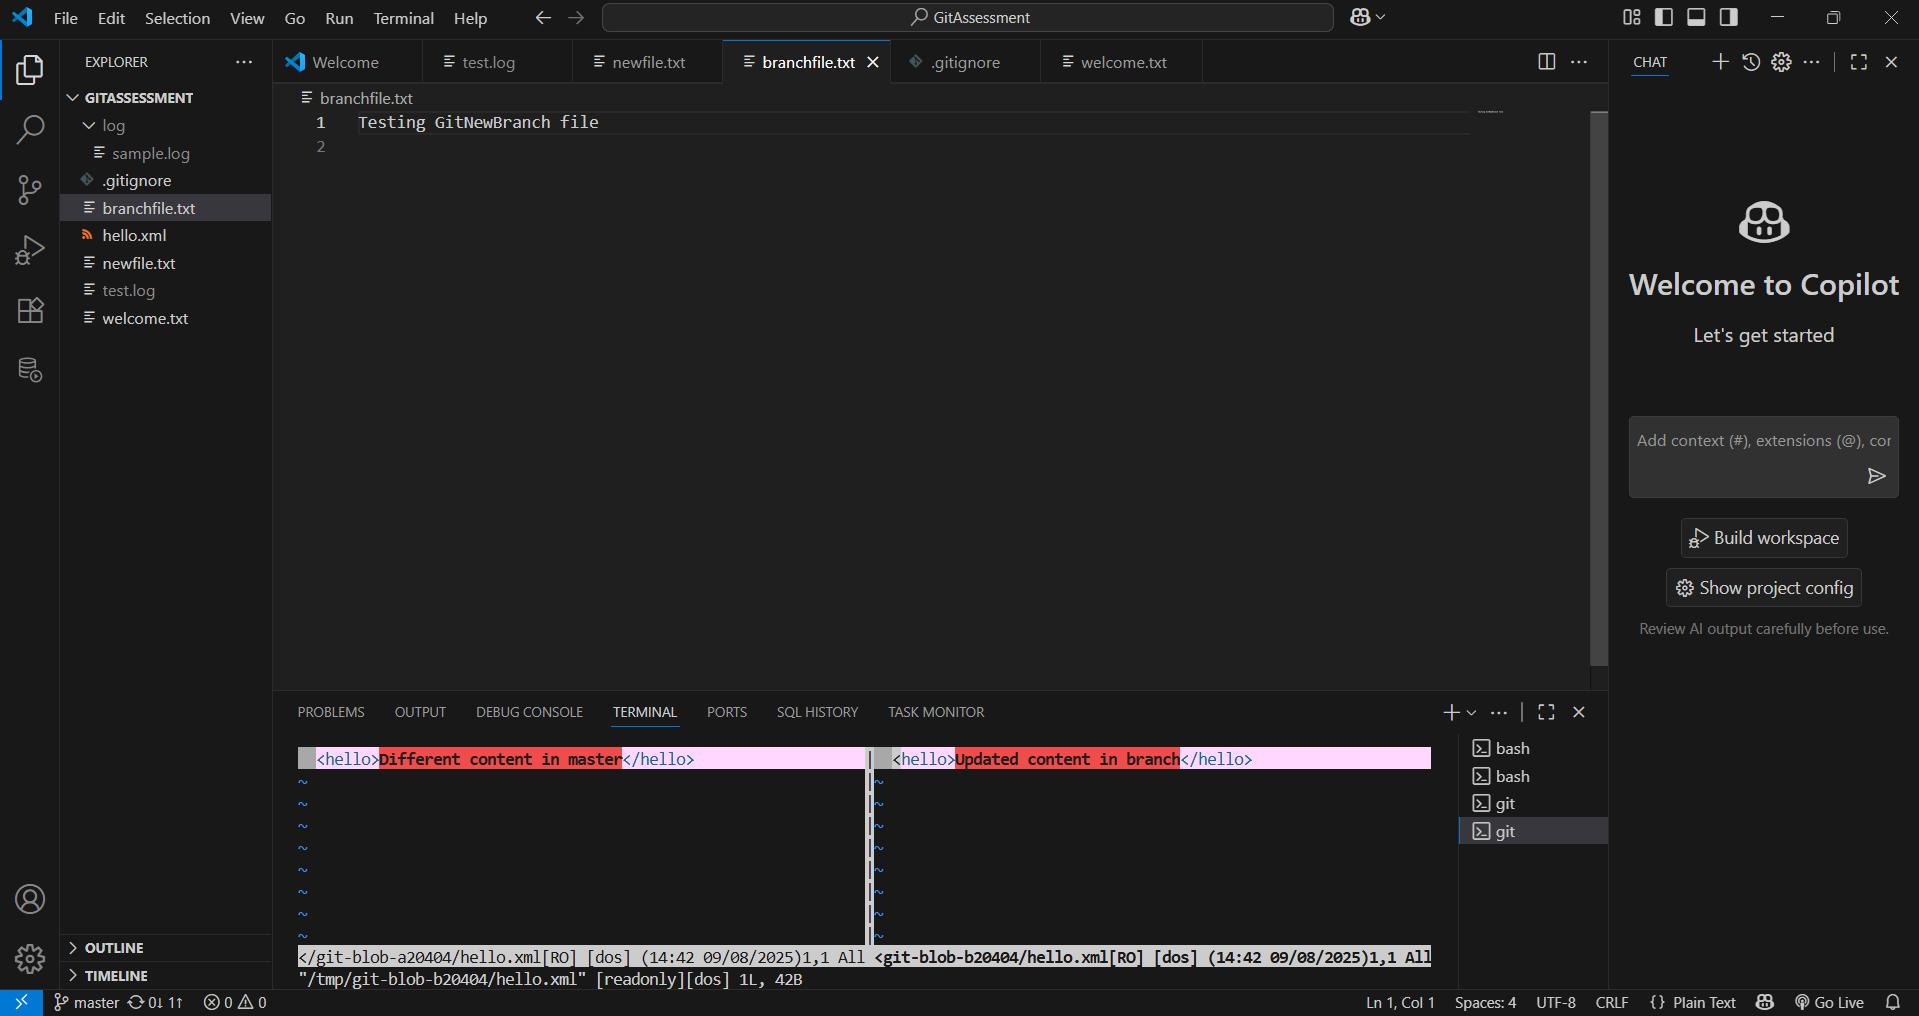 File Edit Selection View Go Run Terminal Help
GitAssessment
EXPLORER
GITASSESSMENT
log
sample.log
.gitignore
branchfile.txt
hello.xml
newfile.txt
test.log
welcome.txt
OUTLINE
TIMELINE
Welcome test.log newfile.txt branchfile.txt .gitignore welcome.txt
branchfile.txt
1 Testing GitNewBranch file
2
PROBLEMS OUTPUT DEBUG CONSOLE TERMINAL PORTS SQL HISTORY TASK MONITOR
<hello>Different content in master</hello> | <hello>Updated content in branch</hello>
~ |~
~ |~
~ |~
~ |~
~ |~
~ |~
~ |~
~ |~
</git-blob-a20404/hello.xml[RO] [dos] (14:42 09/08/2025)1,1 All <git-blob-b20404/hello.xml[RO] [dos] (14:42 09/08/2025)1,1 All
"/tmp/git-blob-b20404/hello.xml" [readonly][dos] 1L, 42B
bash
bash
git
git
CHAT
Welcome to Copilot
Let's get started
Add context (#), extensions (@), cor
Build workspace
Show project config
Review AI output carefully before use.
master 0↓ 1↑ 0 0 Ln 1, Col 1 Spaces: 4 UTF-8 CRLF {} Plain Text Go Live